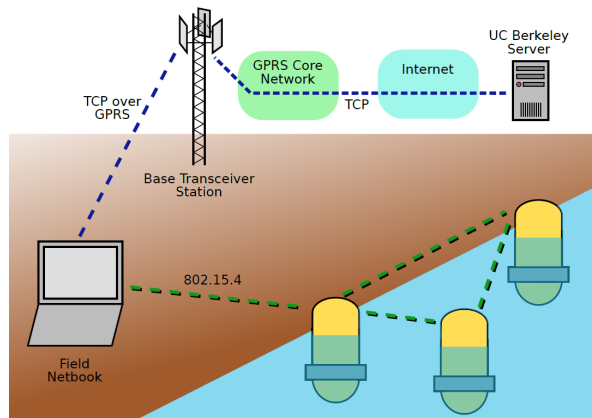 UC Berkeley
Server
GPRS Core
Network
Internet
TCP over
GPRS
TCP
Base Transceiver
Station
802.15.4
Field
Netbook